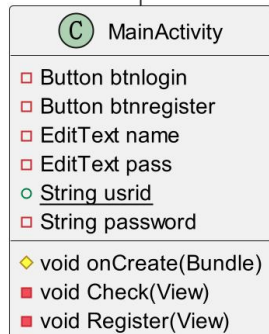 C MainActivity
Button btnlogin
Button btnregister
EditText name
EditText pass
String usrid
String password
void onCreate(Bundle)
void Check(View)
void Register(View)